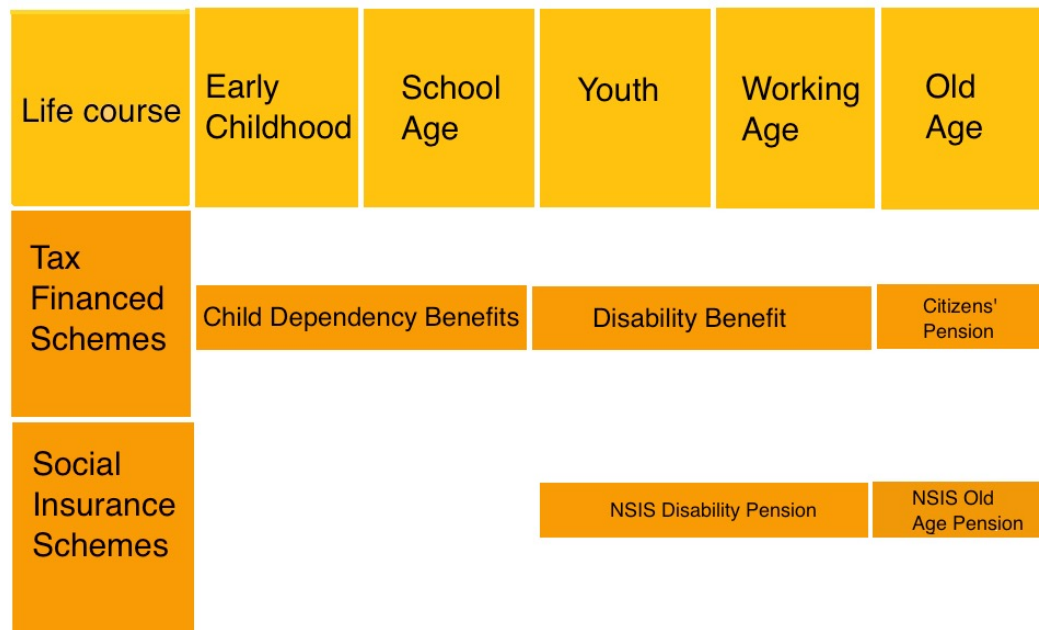 Life course
Early
Childhood
School
Age
Youth
Working
Age
Old
Age
Tax
Financed
Schemes
Child Dependency Benefits
Disability Benefit
Citizens'
Pension
Social
Insurance
Schemes
NSIS Disability Pension
NSIS Old
Age Pension